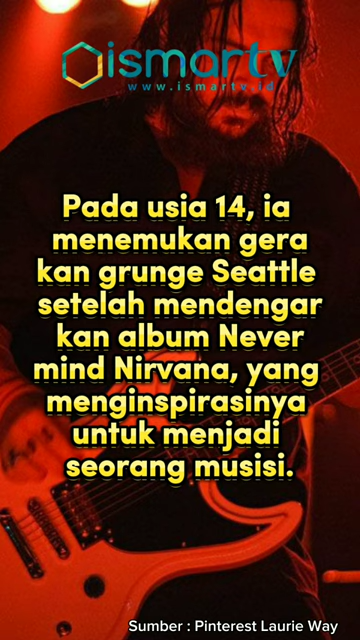 ismartv
www.ismartv.id
Pada usia 14, ia
menemukan gera
kan grunge Seattle
setelah mendengar
kan album Never
mind Nirvana, yang
menginspirasinya
untuk menjadi
seorang musisi.
Sumber : Pinterest Laurie Way